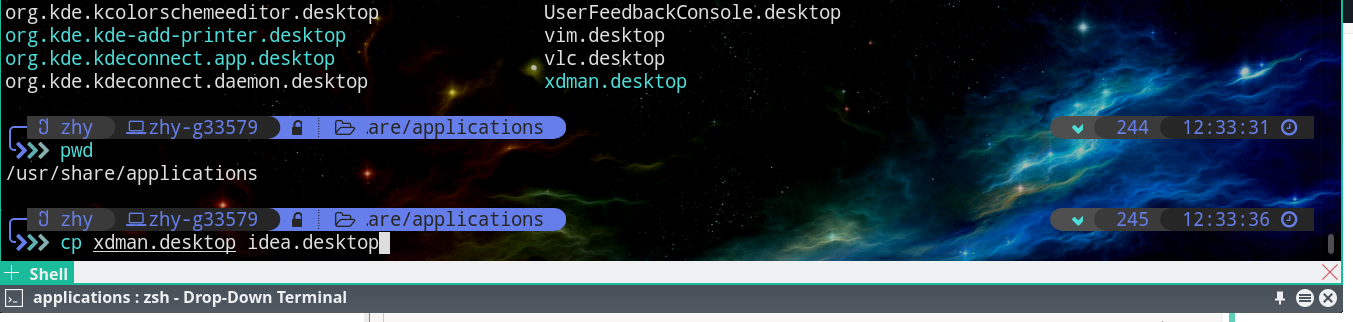 org.kde.kcolorschemeeditor.desktop UserFeedbackConsole.desktop
org.kde.kde-add-printer.desktop vim.desktop
org.kde.kdeconnect.app.desktop vlc.desktop
org.kde.kdeconnect.daemon.desktop xdman.desktop
zhy zhy-g33579 .are/applications 244 12:33:31
>>> pwd
/usr/share/applications
zhy zhy-g33579 .are/applications 245 12:33:36
>>> cp xdman.desktop idea.desktop
Shell
applications : zsh - Drop-Down Terminal